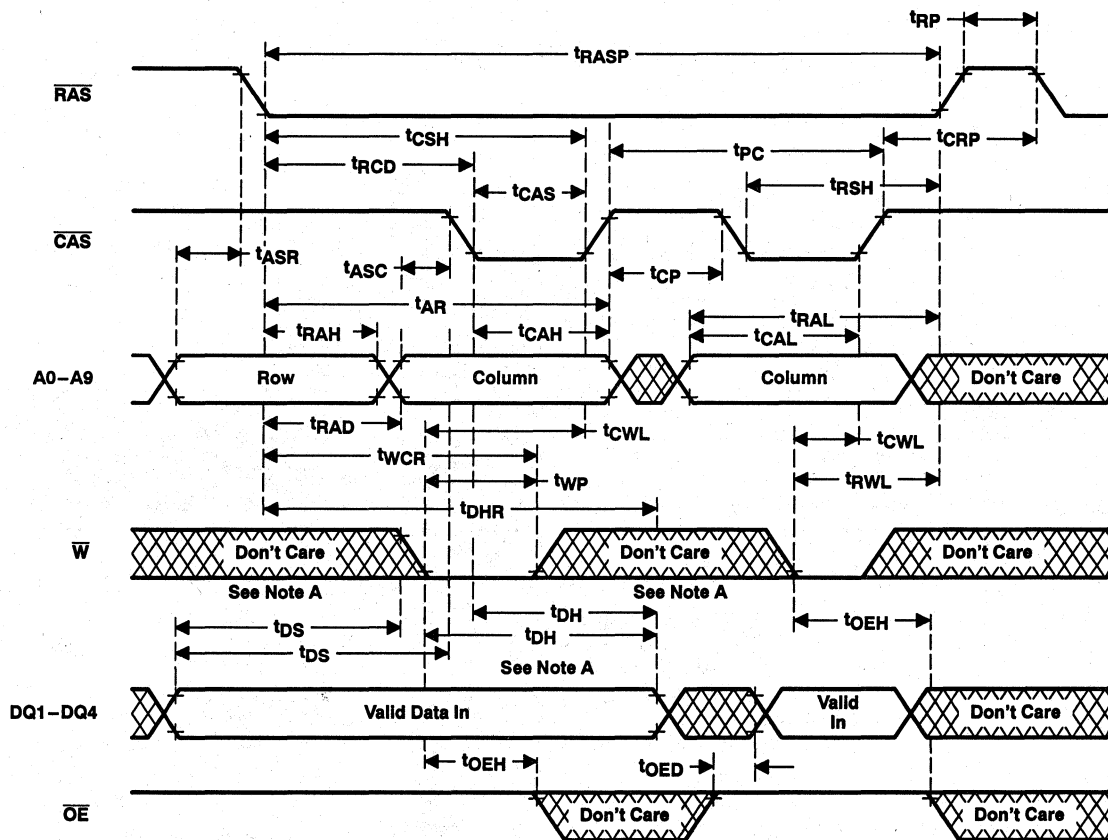 tRP
tRASP
RAS
tCSH
tPC
tCRP
tRCD
tRSH
tCAS
CAS
tASR
tASC
tCP
tAR
tRAL
tRAH
tCAH
tCAL
A0–A9
Row
Column
Column
Don't Care
tRAD
tCWL
tCWL
tWCR
tWP
tRWL
tDHR
W
Don't Care
Don't Care
Don't Care
See Note A
See Note A
tDH
tOEH
tDS
tDH
tDS
See Note A
DQ1–DQ4
Valid Data In
Valid
In
Don't Care
tOEH
tOED
OE
Don't Care
Don't Care